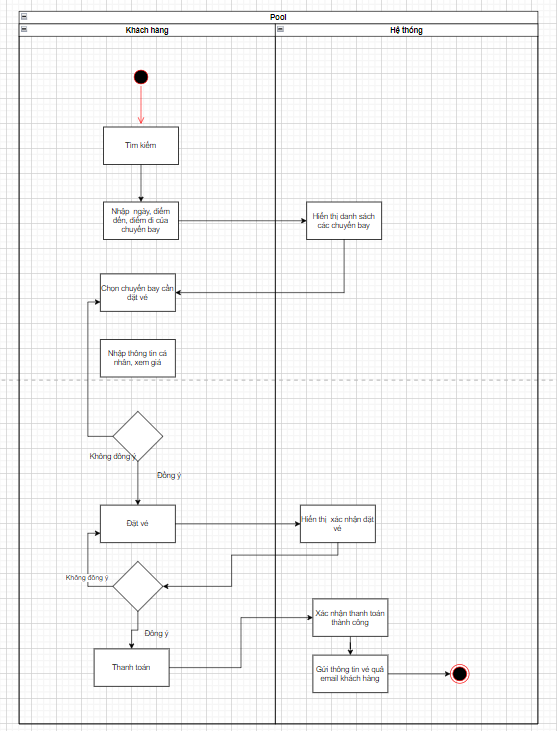 Pool
Khách hàng
Hệ thống
Tìm kiếm
Nhập ngày, điểm
đến, điểm đi của
chuyến bay
Hiển thị danh sách
các chuyến bay
Chọn chuyến bay cần
đặt vé
Nhập thông tin cá
nhân, xem giá
Không đồng ý
Đồng ý
Đặt vé
Hiển thị xác nhận đặt
vé
Không đồng ý
Đồng ý
Xác nhận thanh toán
thành công
Thanh toán
Gửi thông tin vé quâ
email khách hàng